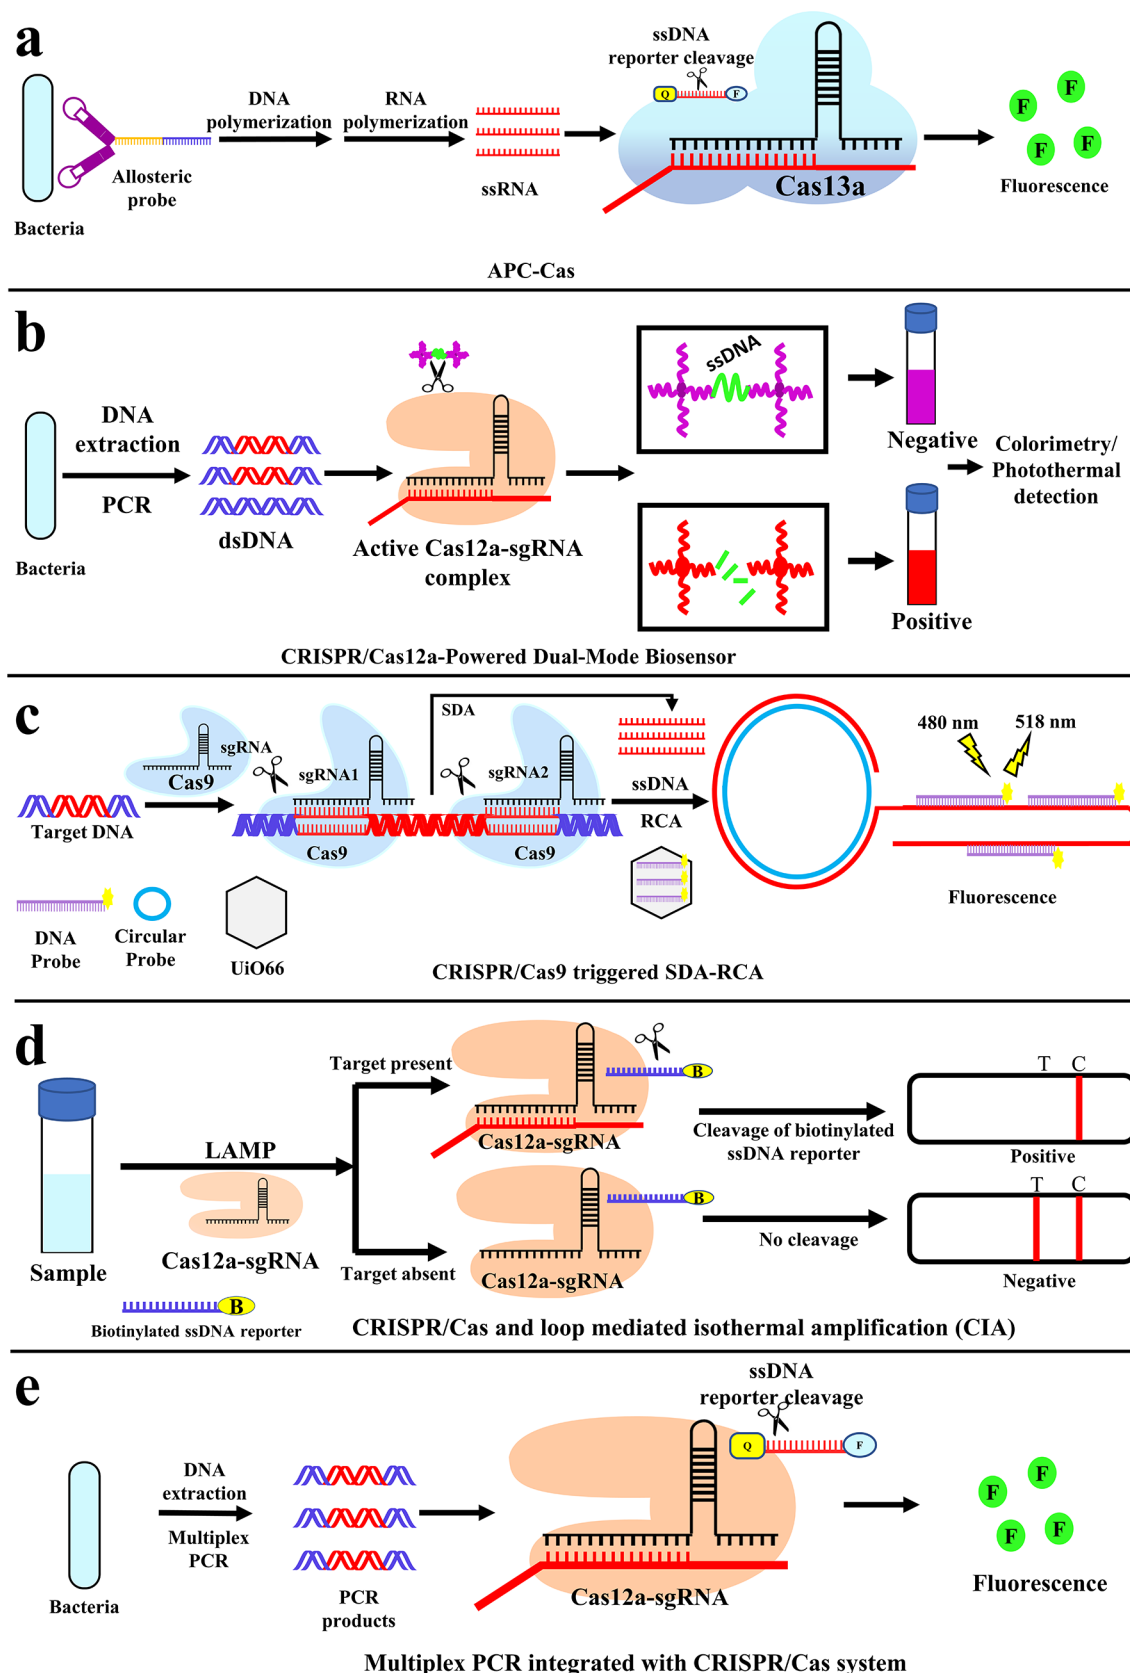 a
ssDNA
reporter cleavage
Q
F
DNA
polymerization
RNA
polymerization
Allosteric
probe
ssRNA
Cas13a
F
F
F
F
Fluorescence
Bacteria
APC-Cas
b
ssDNA
DNA
extraction
PCR
dsDNA
Active Cas12a-sgRNA
complex
Negative
Colorimetry/
Photothermal
detection
Positive
Bacteria
CRISPR/Cas12a-Powered Dual-Mode Biosensor
c
SDA
sgRNA
Cas9
sgRNA1
sgRNA2
Target DNA
Cas9
Cas9
ssDNA
RCA
480 nm
518 nm
Fluorescence
DNA
Probe
Circular
Probe
UiO66
CRISPR/Cas9 triggered SDA-RCA
d
Target present
B
Cas12a-sgRNA
Cleavage of biotinylated
ssDNA reporter
T C
Positive
LAMP
Cas12a-sgRNA
Sample
Target absent
B
Cas12a-sgRNA
No cleavage
T C
Negative
B
Biotinylated ssDNA reporter
CRISPR/Cas and loop mediated isothermal amplification (CIA)
e
ssDNA
reporter cleavage
Q
F
DNA
extraction
Multiplex
PCR
PCR
products
Cas12a-sgRNA
F
F
F
F
Fluorescence
Bacteria
Multiplex PCR integrated with CRISPR/Cas system